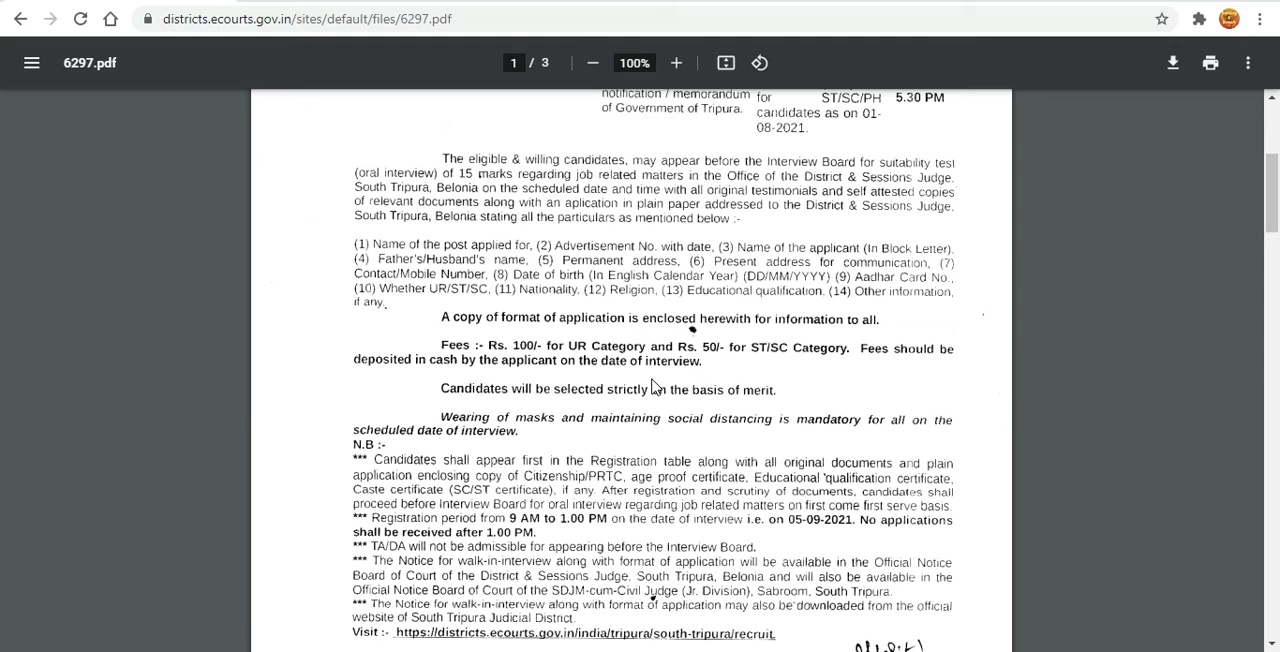 districts.ecourts.gov.in/sites/default/files/6297.pdf
6297.pdf
1 / 3
100%
notification / memorandum for ST/SC/PH 5.30 PM
of Government of Tripura. candidates as on 01-
08-2021.
The eligible & willing candidates, may appear before the Interview Board for suitability test
(oral interview) of 15 marks regarding job related matters in the Office of the District & Sessions Judge,
South Tripura, Belonia on the scheduled date and time with all original testimonials and self attested copies
of relevant documents along with an aplication in plain paper addressed to the District & Sessions Judge,
South Tripura, Belonia stating all the particulars as mentioned below :-
(1) Name of the post applied for, (2) Advertisement No. with date, (3) Name of the applicant (In Block Letter),
(4) Father's/Husband's name, (5) Permanent address, (6) Present address for communication, (7)
Contact/Mobile Number, (8) Date of birth (In English Calendar Year) (DD/MM/YYYY) (9) Aadhar Card No.,
(10) Whether UR/ST/SC, (11) Nationality, (12) Religion, (13) Educational qualification, (14) Other information,
if any.
A copy of format of application is enclosed herewith for information to all.
Fees :- Rs. 100/- for UR Category and Rs. 50/- for ST/SC Category. Fees should be
deposited in cash by the applicant on the date of interview.
Candidates will be selected strictly on the basis of merit.
Wearing of masks and maintaining social distancing is mandatory for all on the
scheduled date of interview.
N.B :-
*** Candidates shall appear first in the Registration table along with all original documents and plain
application enclosing copy of Citizenship/PRTC, age proof certificate, Educational qualification certificate,
Caste certificate (SC/ST certificate), if any. After registration and scrutiny of documents, candidates shall
proceed before Interview Board for oral interview regarding job related matters on first come first serve basis.
*** Registration period from 9 AM to 1.00 PM on the date of interview i.e. on 05-09-2021. No applications
shall be received after 1.00 PM.
*** TA/DA will not be admissible for appearing before the Interview Board.
*** The Notice for walk-in-interview along with format of application will be available in the Official Notice
Board of Court of the District & Sessions Judge, South Tripura, Belonia and will also be available in the
Official Notice Board of Court of the SDJM-cum-Civil Judge (Jr. Division), Sabroom, South Tripura.
*** The Notice for walk-in-interview along with format of application may also be downloaded from the official
website of South Tripura Judicial District.
Visit :- https://districts.ecourts.gov.in/india/tripura/south-tripura/recruit.